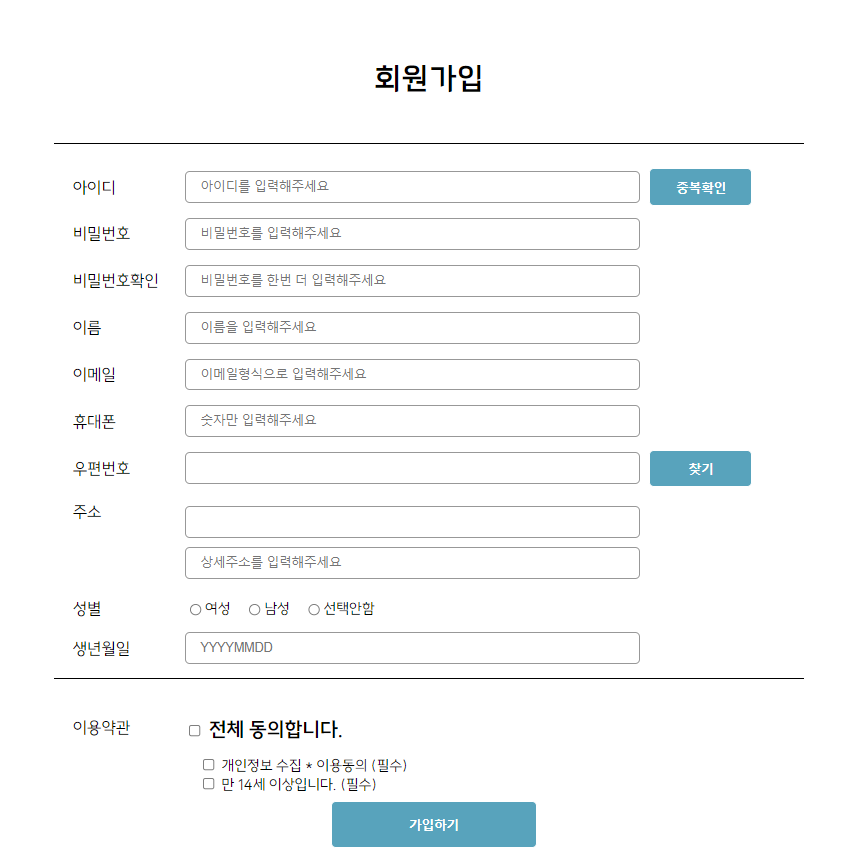 회원가입
아이디 아이디를 입력해주세요 중복확인
비밀번호 비밀번호를 입력해주세요
비밀번호확인 비밀번호를 한번 더 입력해주세요
이름 이름을 입력해주세요
이메일 이메일형식으로 입력해주세요
휴대폰 숫자만 입력해주세요
우편번호 찾기
주소
상세주소를 입력해주세요
성별 여성 남성 선택안함
생년월일 YYYYMMDD
이용약관 전체 동의합니다.
개인정보 수집 * 이용동의 (필수)
만 14세 이상입니다. (필수)
가입하기